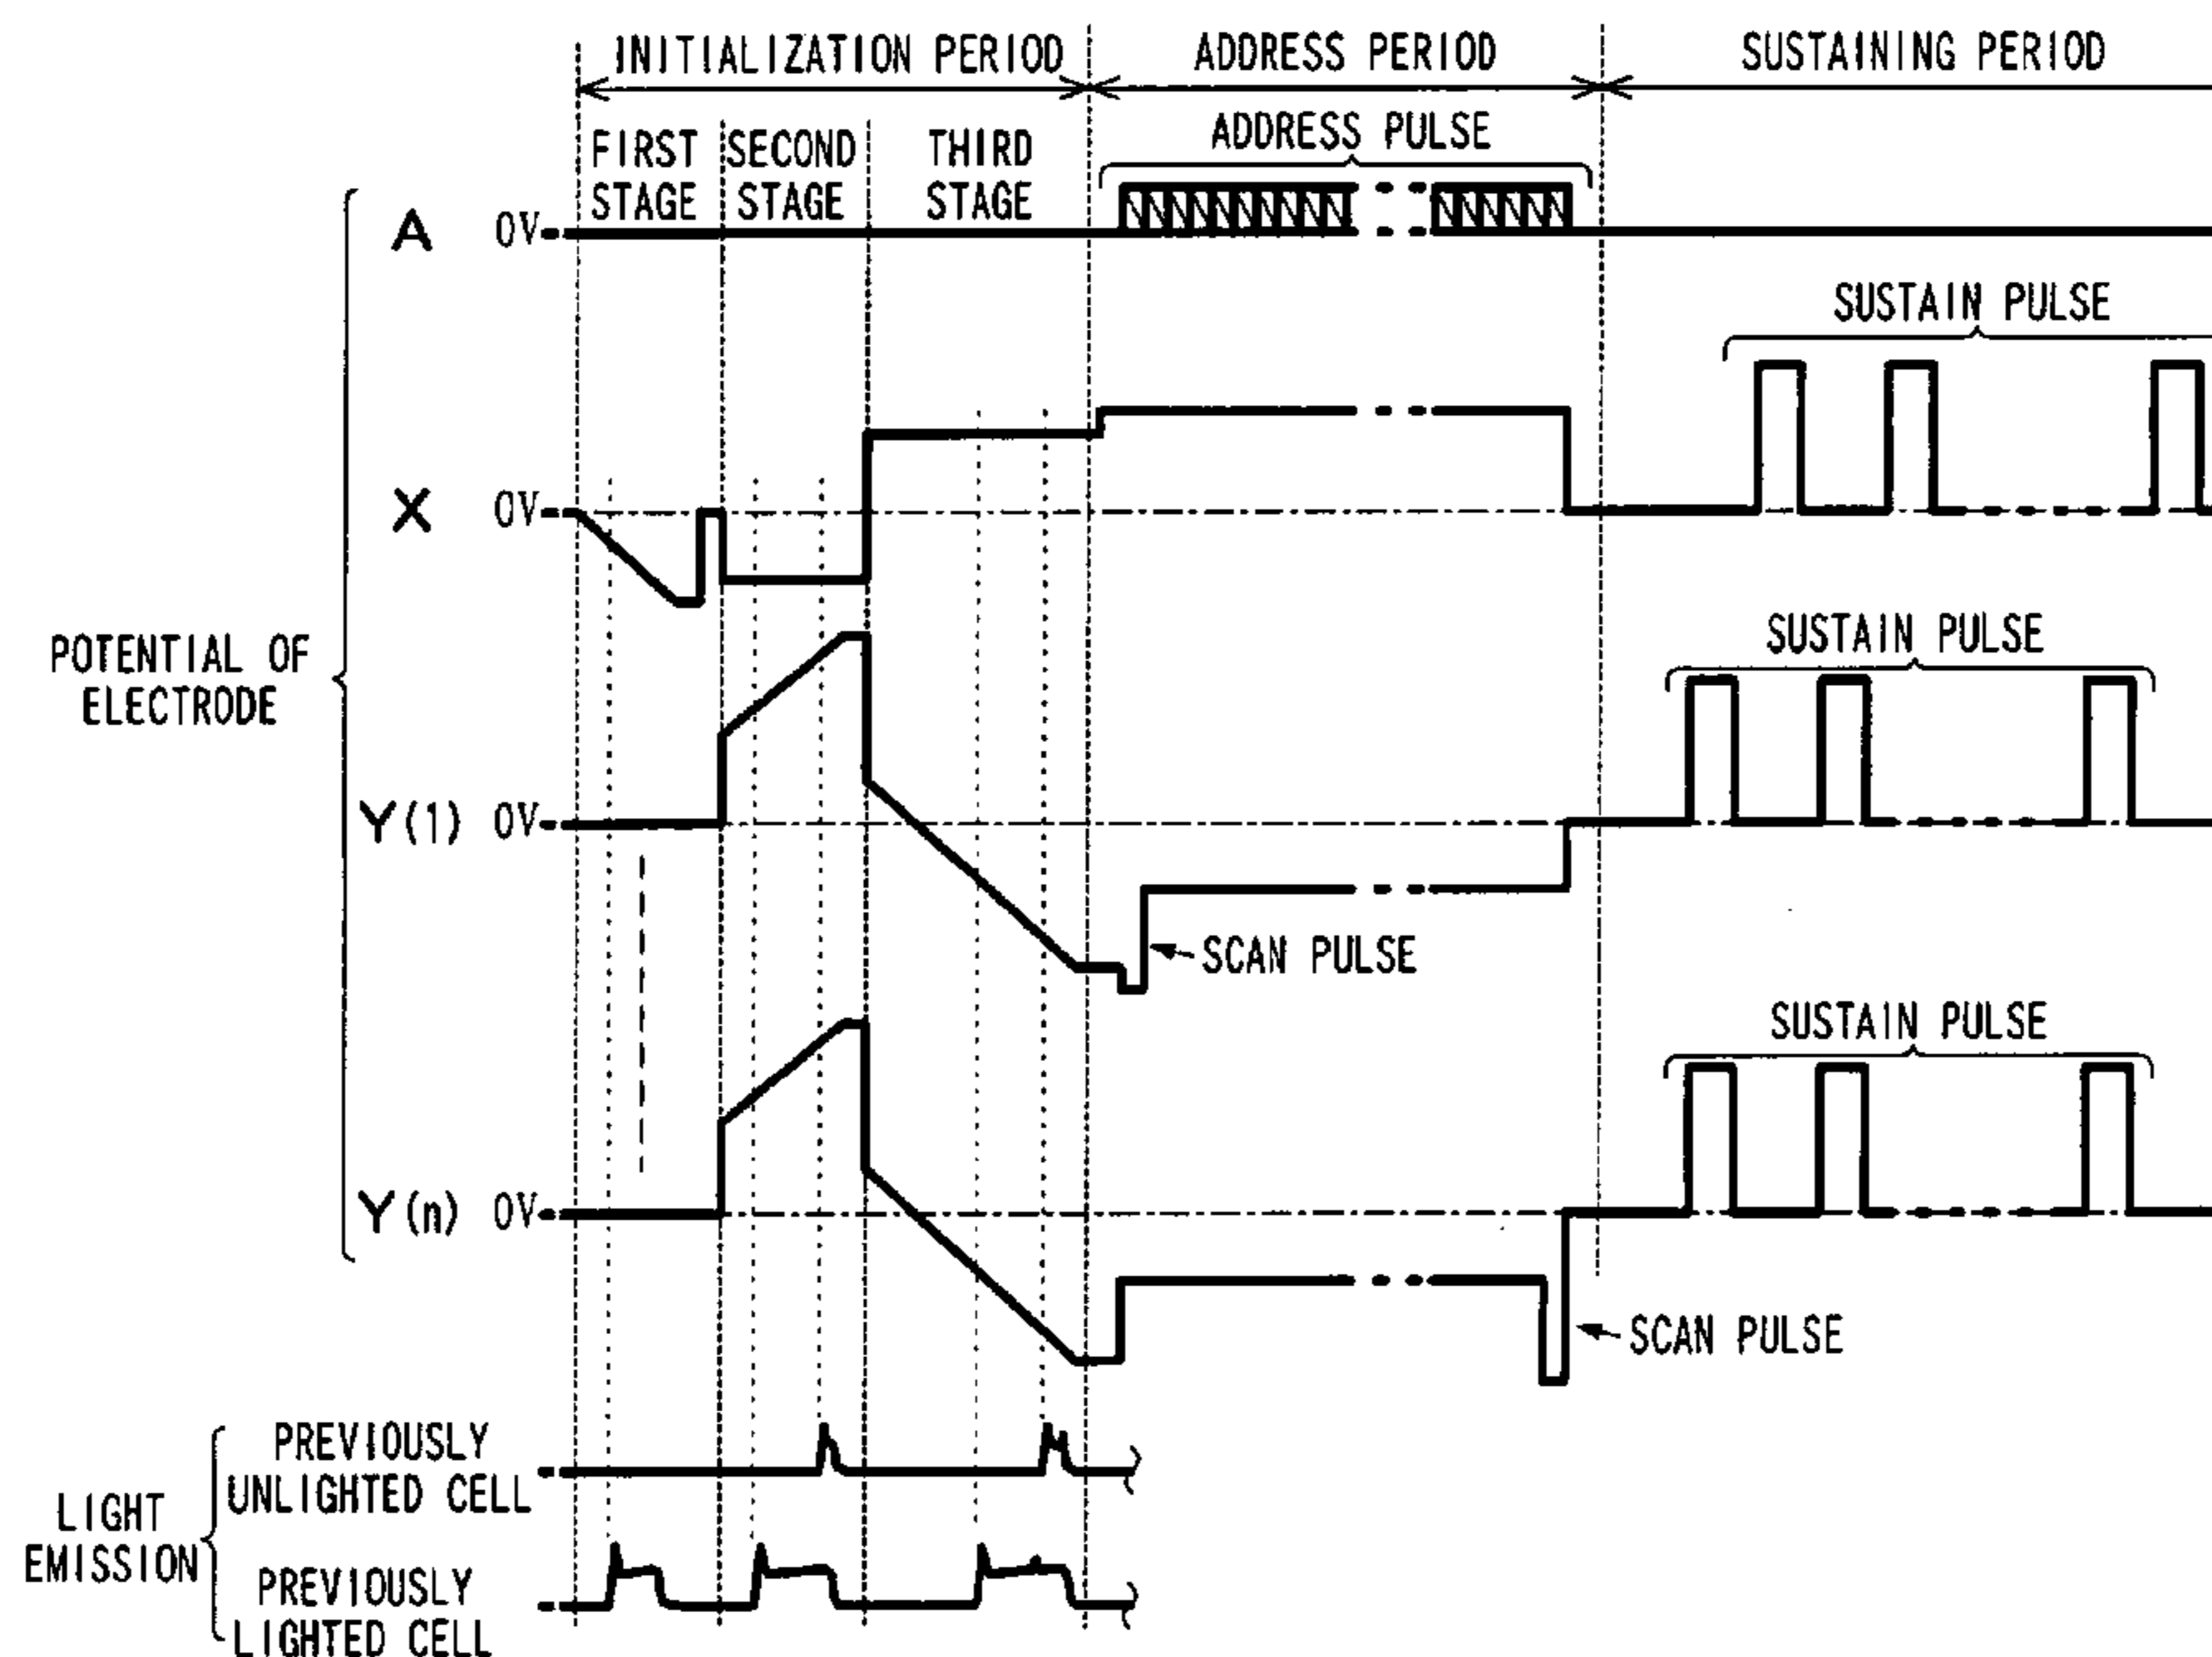 INITIALIZATION PERIOD
ADDRESS PERIOD
SUSTAINING PERIOD
FIRST STAGE
SECOND STAGE
THIRD STAGE
ADDRESS PULSE
A 0V
SUSTAIN PULSE
X 0V
POTENTIAL OF
ELECTRODE
SUSTAIN PULSE
Y(1) 0V
SCAN PULSE
SUSTAIN PULSE
Y(n) 0V
SCAN PULSE
LIGHT
EMISSION
PREVIOUSLY
UNLIGHTED CELL
PREVIOUSLY
LIGHTED CELL